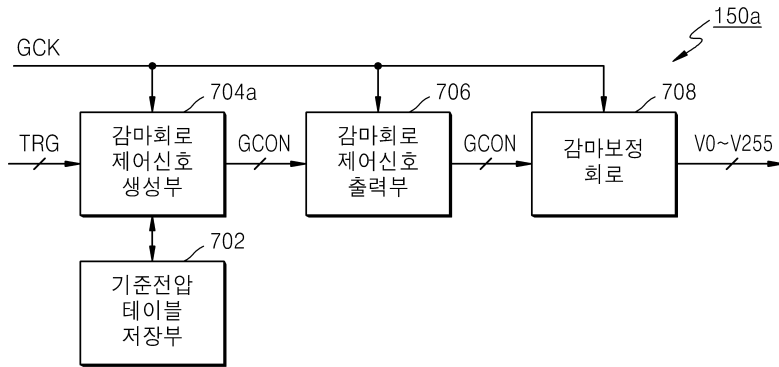 150a
GCK
704a
706
708
TRG
감마회로
제어신호
생성부
GCON
감마회로
제어신호
출력부
GCON
감마보정
회로
V0~V255
702
기준전압
테이블
저장부